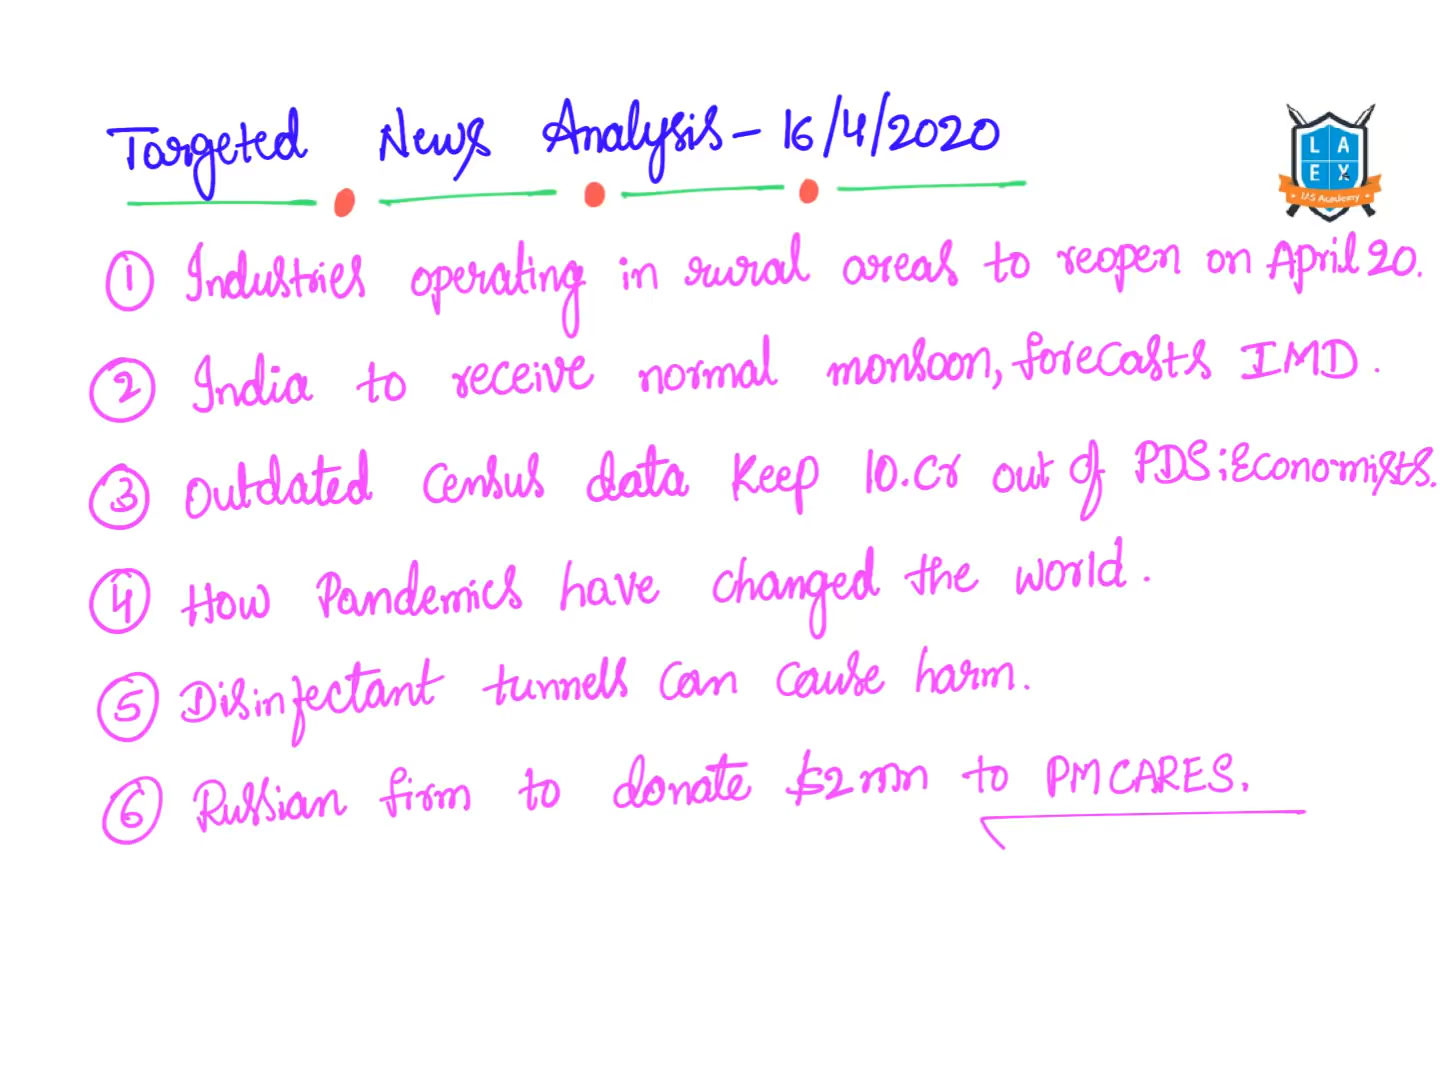 Targeted News Analysis - 16/4/2020
L A
E X
U.S Academy
1 Industries operating in rural areas to reopen on April 20.
2 India to receive normal monsoon, forecasts IMD.
3 Outdated Census data Keep 10.Cr out of PDS: Economists.
4 How Pandemics have changed the world.
5 Disinfectant tunnels can cause harm.
6 Russian firm to donate $2mn to PM CARES.